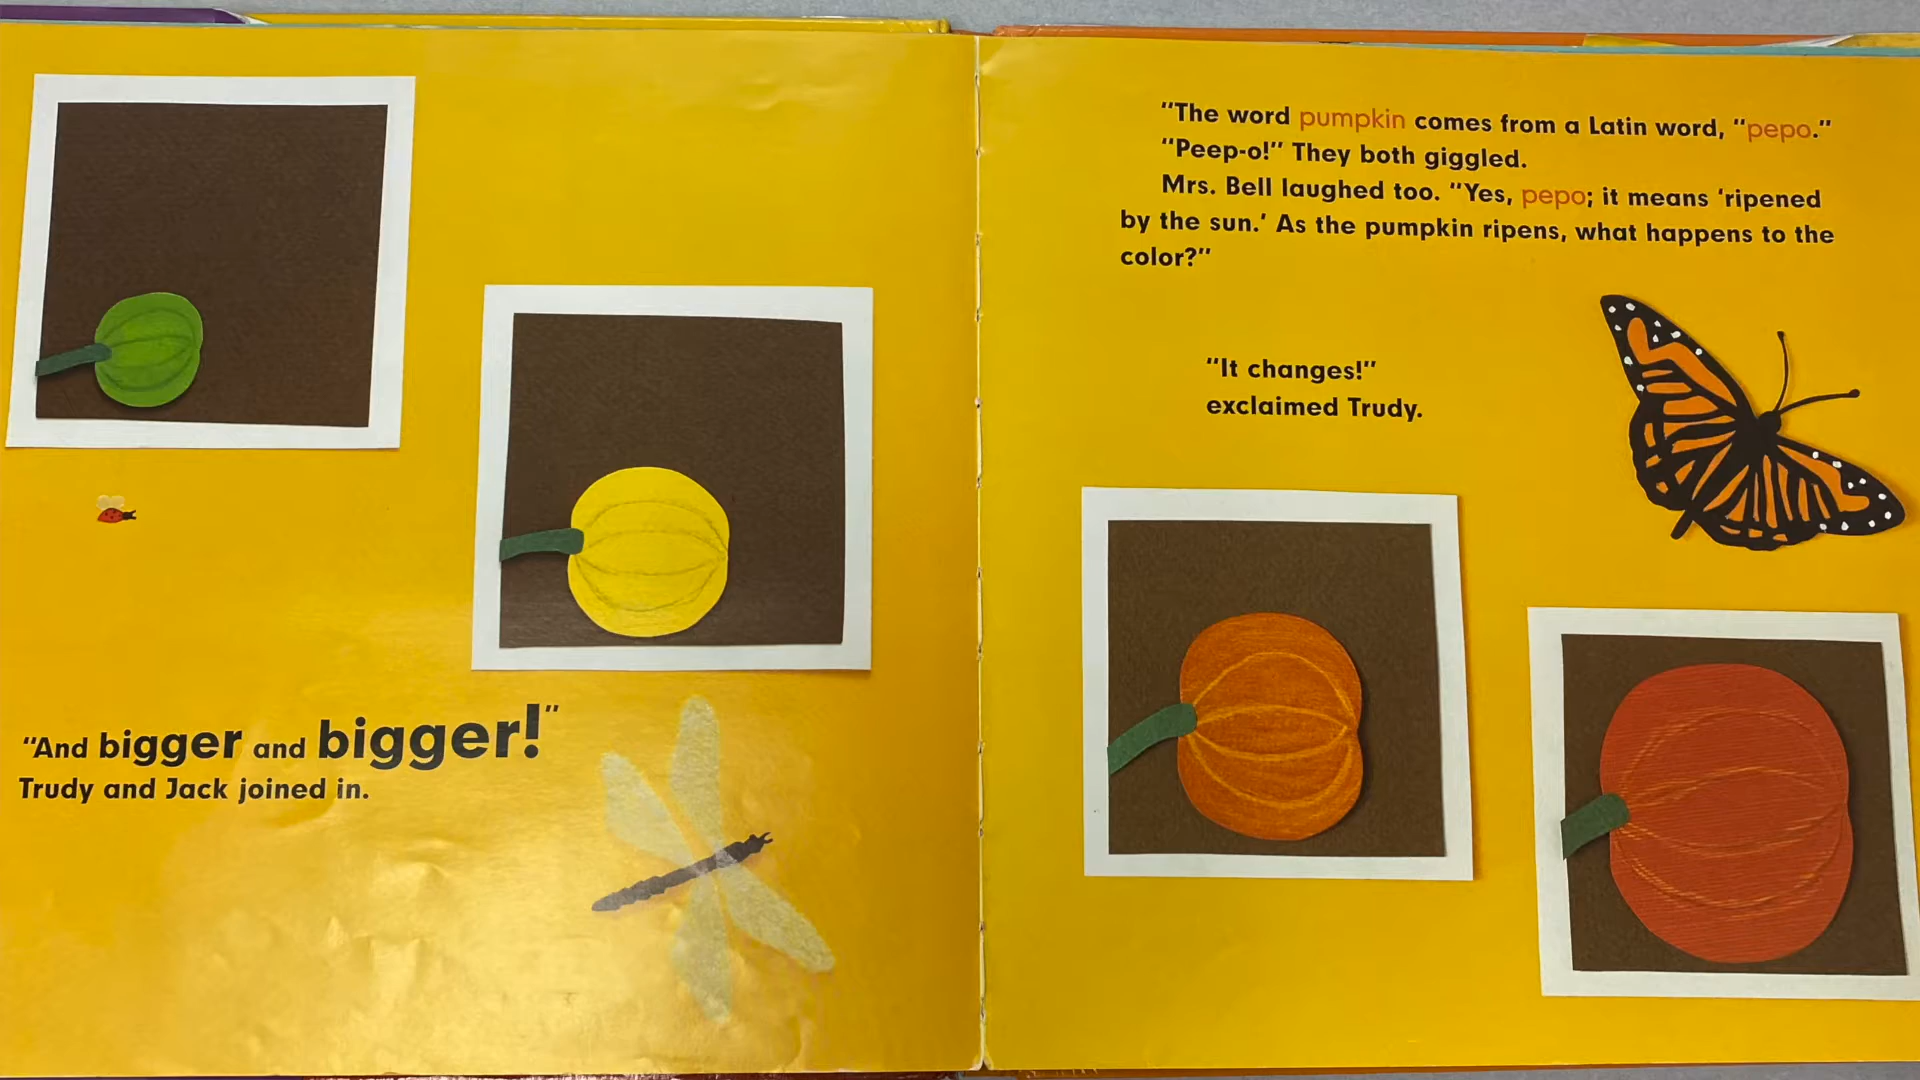 "And bigger and bigger!"
Trudy and Jack joined in.
"The word pumpkin comes from a Latin word, "pepo."
"Peep-o!" They both giggled.
Mrs. Bell laughed too. "Yes, pepo; it means 'ripened
by the sun.' As the pumpkin ripens, what happens to the
color?"
"It changes!"
exclaimed Trudy.